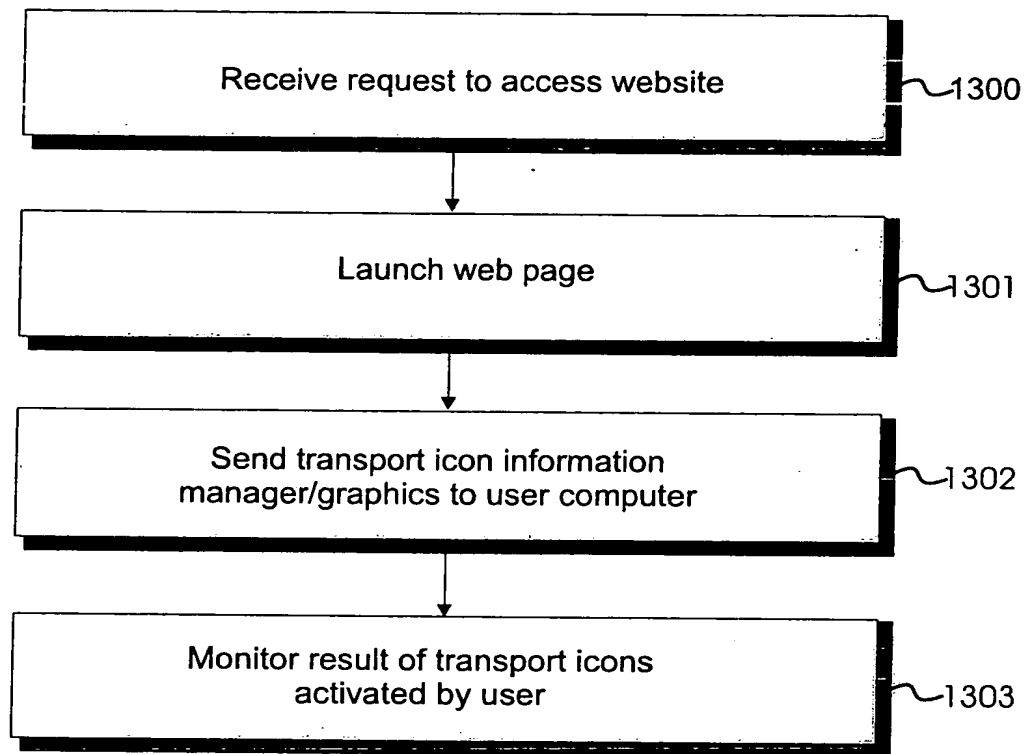 Receive request to access website
1300
Launch web page
1301
Send transport icon information
manager/graphics to user computer
1302
Monitor result of transport icons
activated by user
1303